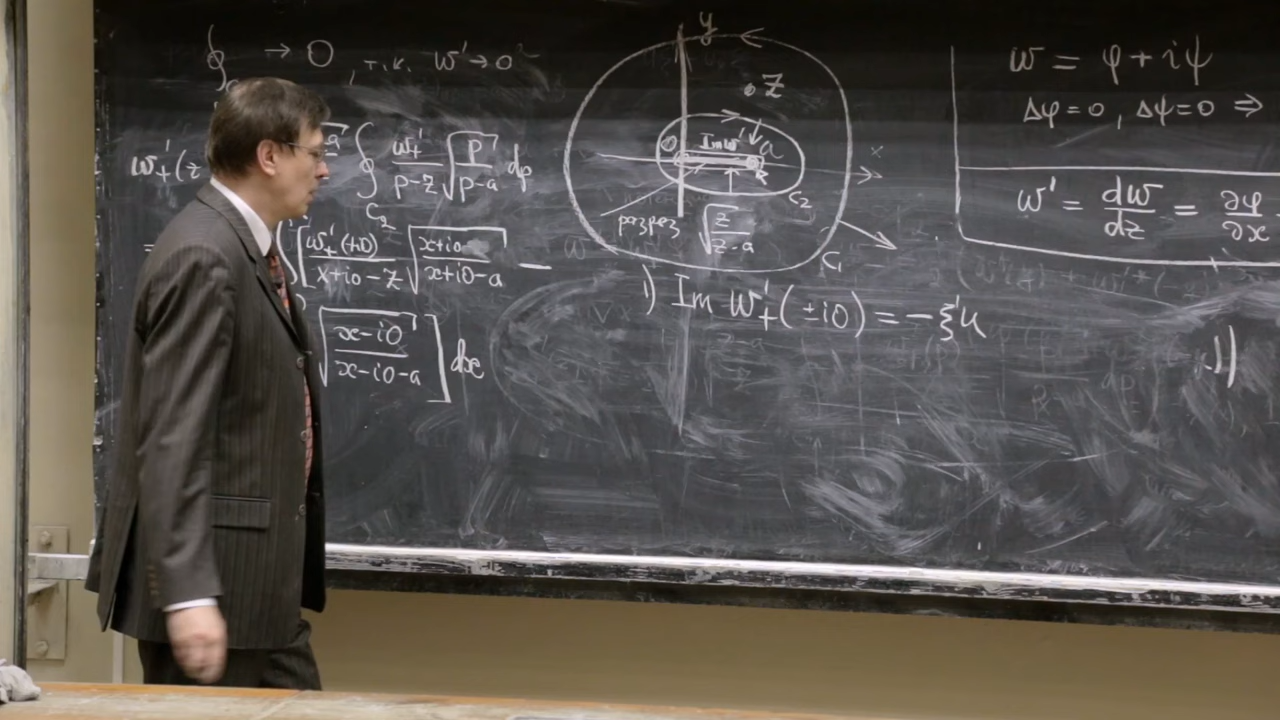 ∮ → 0 , т.к. w' → 0
w₊'(z ∮_{C₂} w₊'/(p-z) √(p/(p-a)) dp
= [w₊'(+i0)/(x+i0-z) √((x+i0)/(x+i0-a)) —
√((x-i0)/(x-i0-a))] dx
y
z
Im w'
a
0
x
C₂
разрез
√(z/(z-a))
C₁
1) Im w₊'(±i0) = -ξ'u
w = φ + iψ
Δφ = 0 , Δψ = 0 ⇒
w' = dw/dz = ∂φ/∂x